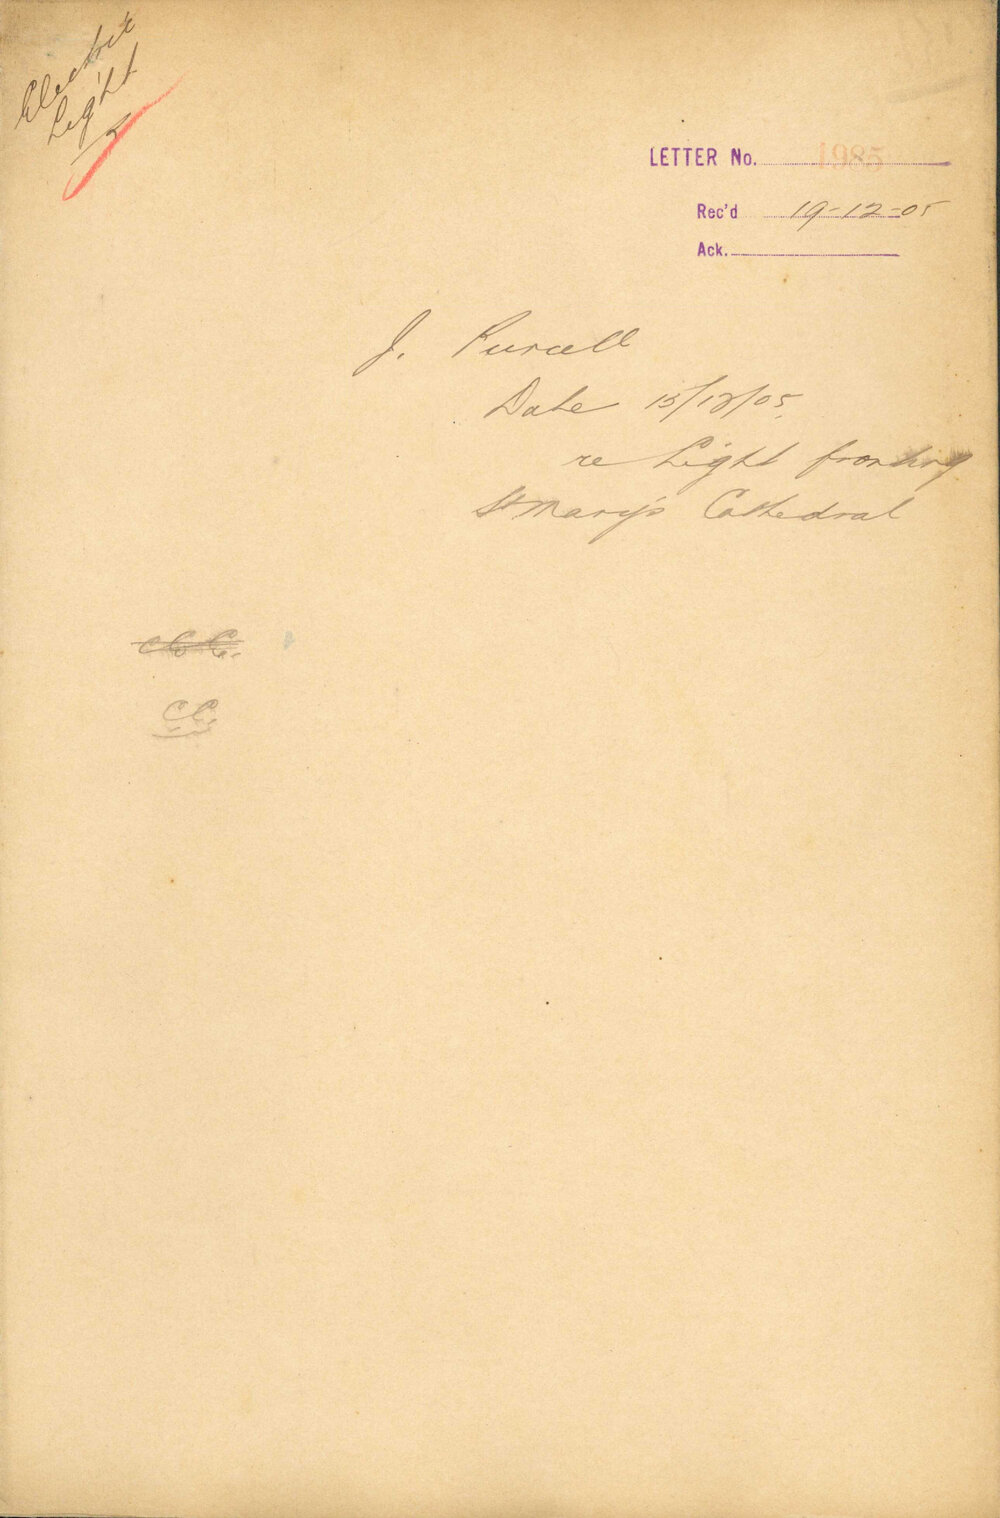 Electric
Light
LETTER No. 1985
Rec'd 19-12-05
Ack.
J. Purcell
Date 15/12/05.
re Light fronting
St Mary's Cathedral
C.C.